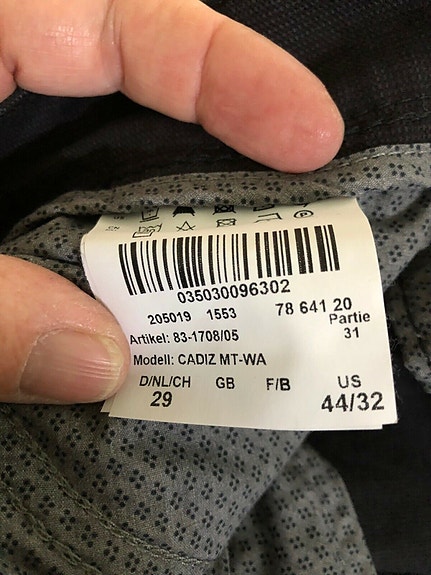 035030096302
205019 1553 78 641 20
Partie
Artikel: 83-1708/05 31
Modell: CADIZ MT-WA
D/NL/CH GB F/B US
29 44/32